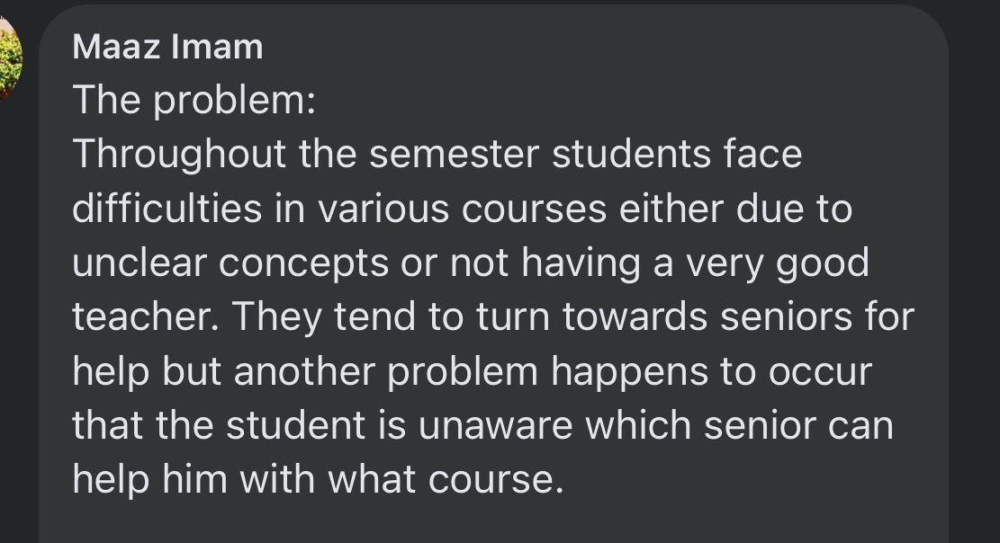 Maaz Imam
The problem:
Throughout the semester students face
difficulties in various courses either due to
unclear concepts or not having a very good
teacher. They tend to turn towards seniors for
help but another problem happens to occur
that the student is unaware which senior can
help him with what course.